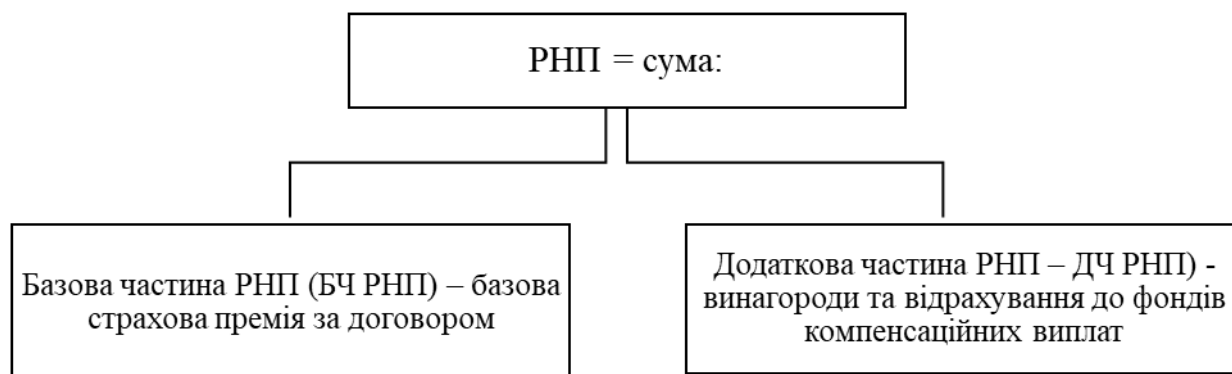 РНП = сума:
Базова частина РНП (БЧ РНП) – базова
страхова премія за договором
Додаткова частина РНП – ДЧ РНП) -
винагороди та відрахування до фондів
компенсаційних виплат